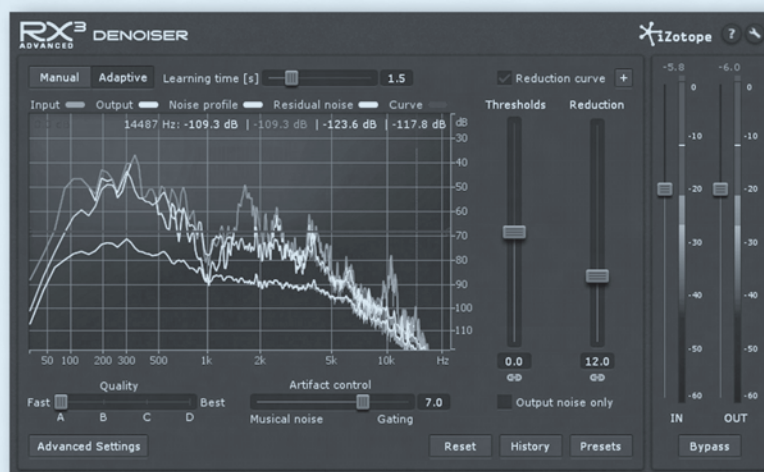 RX3 DENOISER
ADVANCED
iZotope ?
Manual Adaptive Learning time [s] 1.5 Reduction curve +
Input Output Noise profile Residual noise Curve Thresholds Reduction
14487 Hz: -109.3 dB | -109.3 dB | -123.6 dB | -117.8 dB
dB
-30
-40
-50
-60
-70
-80
-90
-100
-110
50 100 200 300 500 1k 2k 5k 10k Hz
0.0 12.0
Quality
Fast Best
A B C D
Artifact control
7.0
Musical noise Gating
Output noise only
Advanced Settings Reset History Presets
-5.8 -6.0
0 0
-10 -10
-20 -20
-30 -30
-40 -40
-50 -50
-60 -60
IN OUT
Bypass